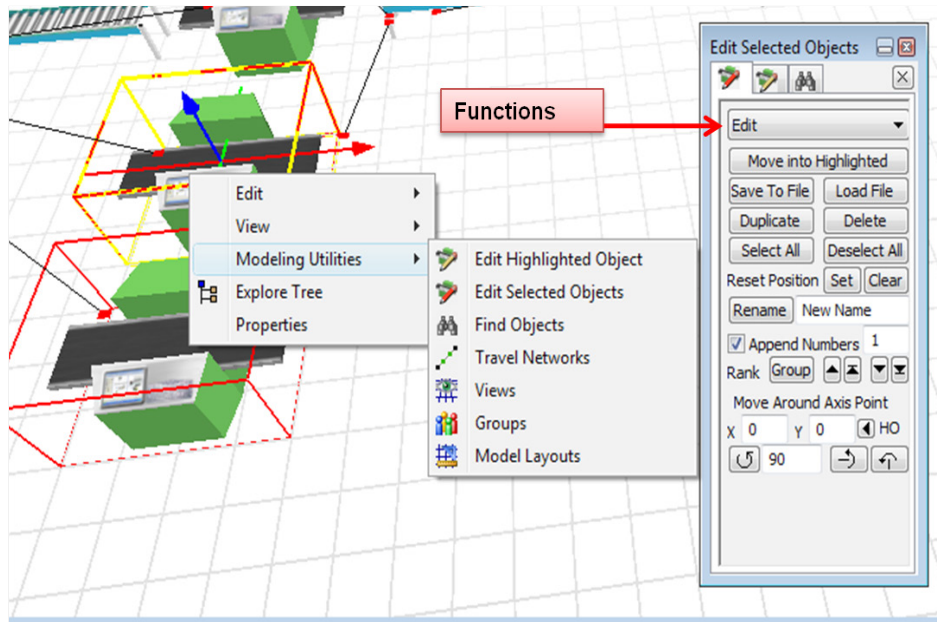 Edit Selected Objects
Functions
Edit
Move into Highlighted
Save To File Load File
Duplicate Delete
Select All Deselect All
Reset Position Set Clear
Rename New Name
Append Numbers 1
Rank Group
Move Around Axis Point
X 0 Y 0 HO
90
Edit
View
Modeling Utilities
Explore Tree
Properties
Edit Highlighted Object
Edit Selected Objects
Find Objects
Travel Networks
Views
Groups
Model Layouts